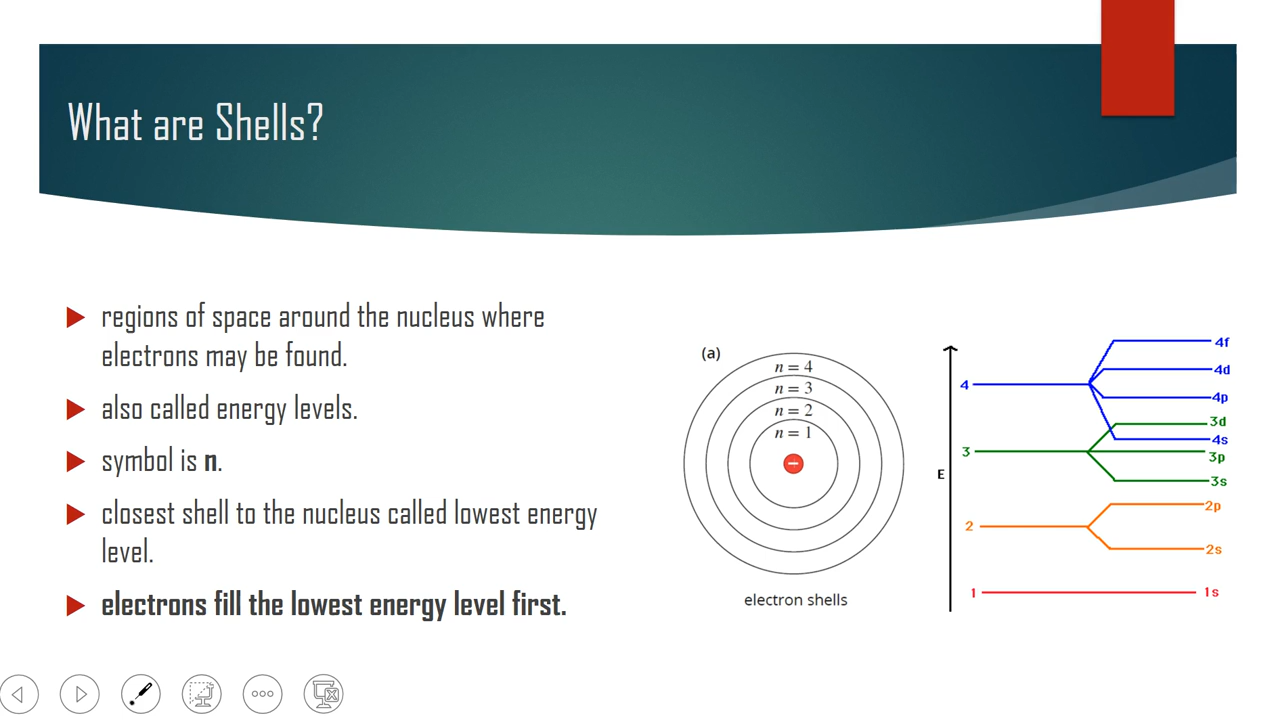 What are Shells?
regions of space around the nucleus where
electrons may be found.
also called energy levels.
symbol is n.
closest shell to the nucleus called lowest energy
level.
electrons fill the lowest energy level first.
(a)
n = 4
n = 3
n = 2
n = 1
electron shells
E
4
3
2
1
4f
4d
4p
3d
4s
3p
3s
2p
2s
1s